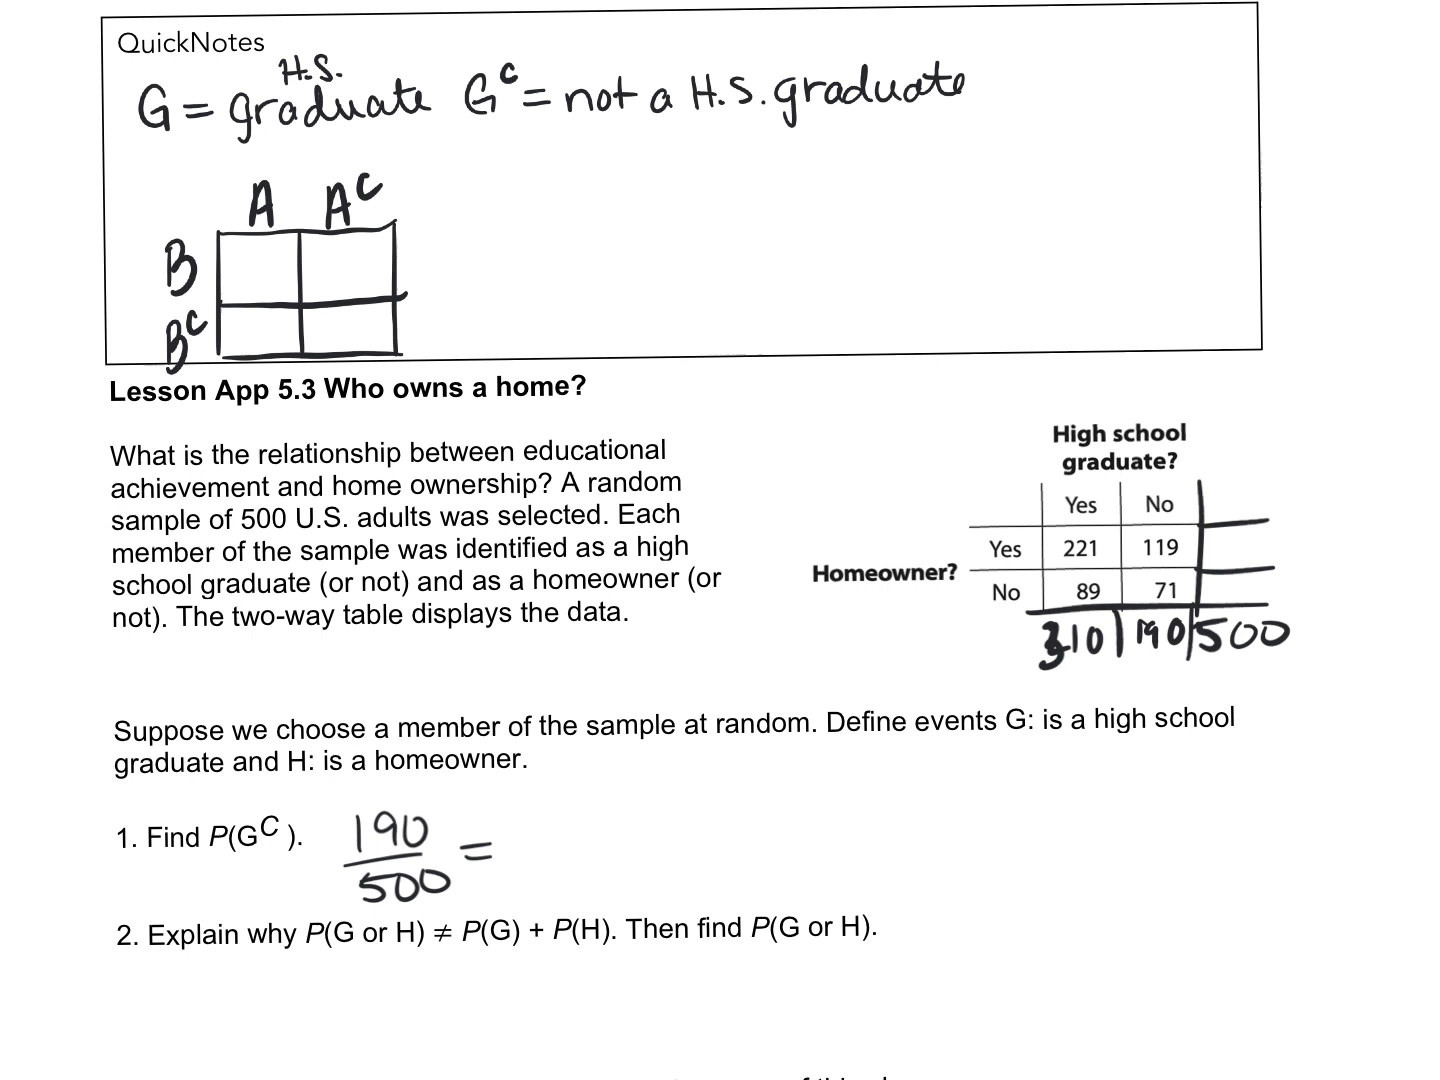 QuickNotes
H.S.
G = graduate G^c = not a H.S. graduate
A A^c
B
B^c
Lesson App 5.3 Who owns a home?
What is the relationship between educational
achievement and home ownership? A random
sample of 500 U.S. adults was selected. Each
member of the sample was identified as a high
school graduate (or not) and as a homeowner (or
not). The two-way table displays the data.
High school
graduate?
Yes No
Homeowner? Yes 221 119
No 89 71
310 190 500
Suppose we choose a member of the sample at random. Define events G: is a high school
graduate and H: is a homeowner.
1. Find P(G^C ). 190/500 =
2. Explain why P(G or H) ≠ P(G) + P(H). Then find P(G or H).